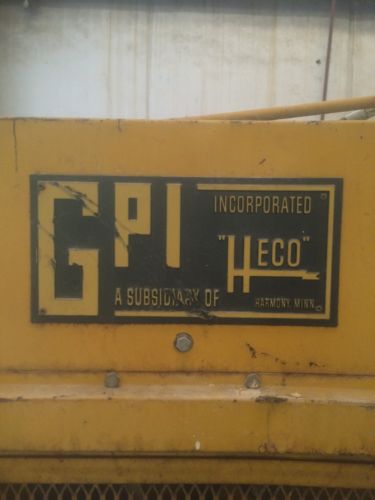 GPI
INCORPORATED
A SUBSIDIARY OF
"HECO"
HARMONY, MINN.